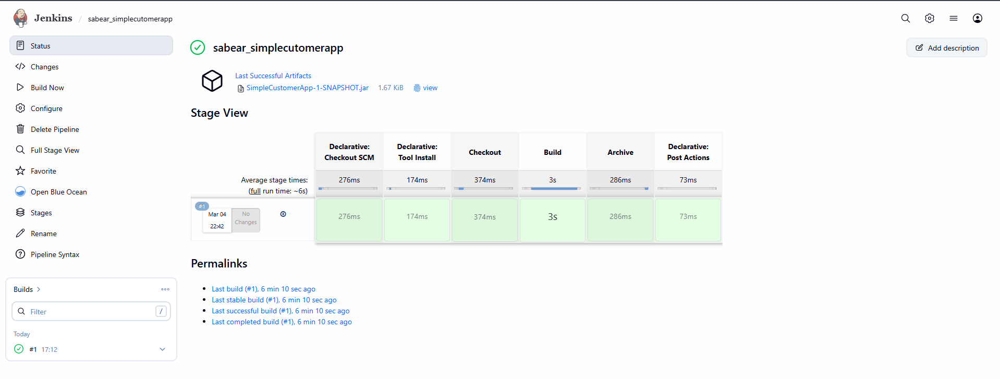 Jenkins / sabear_simplecutomerapp
Status
Changes
Build Now
Configure
Delete Pipeline
Full Stage View
Favorite
Open Blue Ocean
Stages
Rename
Pipeline Syntax
Builds
Filter /
Today
#1 17:12
sabear_simplecutomerapp
Add description
Last Successful Artifacts
SimpleCustomerApp-1-SNAPSHOT.jar 1.67 KiB view
Stage View
Declarative: Checkout SCM
Declarative: Tool Install
Checkout
Build
Archive
Declarative: Post Actions
Average stage times:
(full run time: ~6s)
276ms 174ms 374ms 3s 286ms 73ms
#1
Mar 04
22:42
No Changes
276ms 174ms 374ms 3s 286ms 73ms
Permalinks
Last build (#1), 6 min 10 sec ago
Last stable build (#1), 6 min 10 sec ago
Last successful build (#1), 6 min 10 sec ago
Last completed build (#1), 6 min 10 sec ago